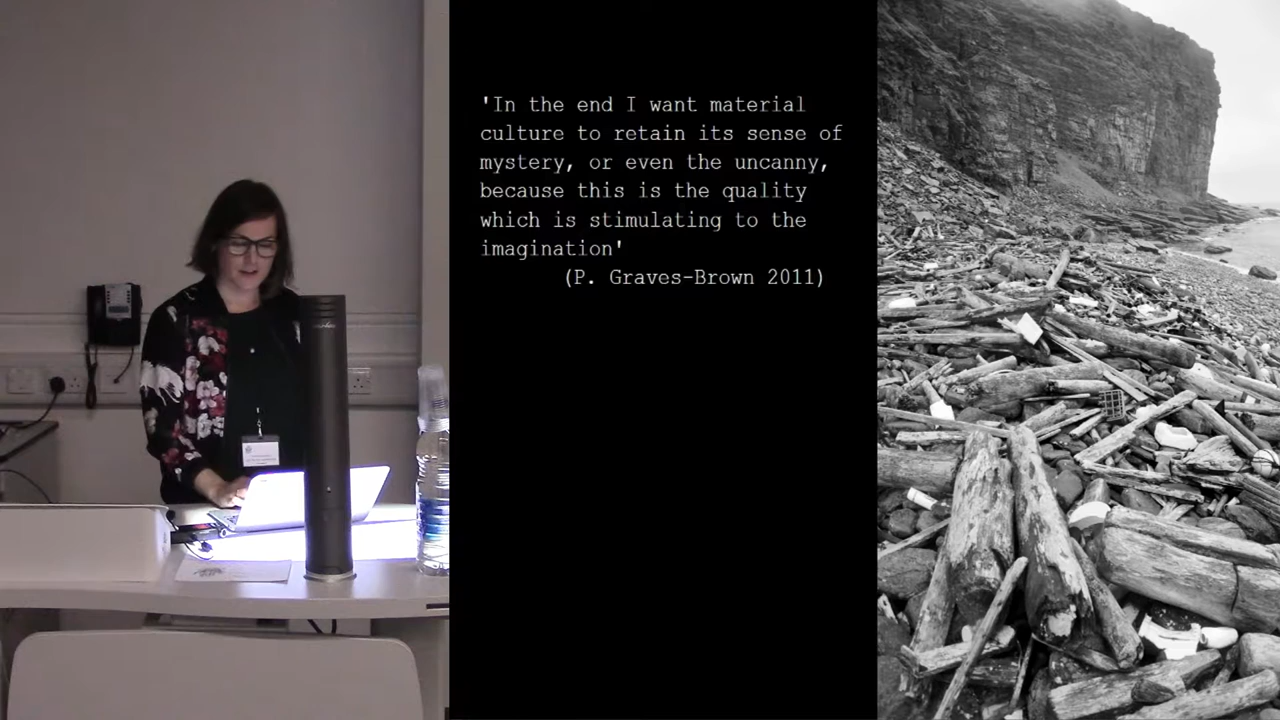 'In the end I want material
culture to retain its sense of
mystery, or even the uncanny,
because this is the quality
which is stimulating to the
imagination'
(P. Graves-Brown 2011)